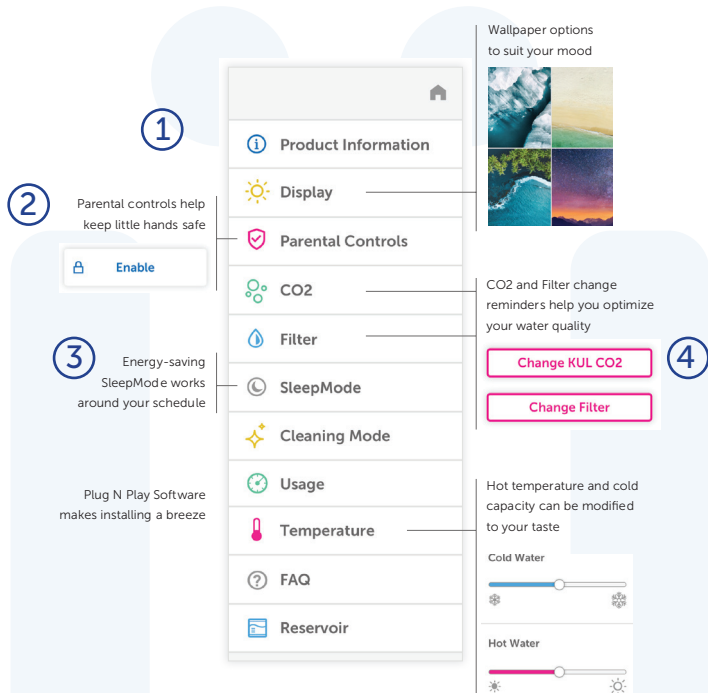 Wallpaper options
to suit your mood
1
Product Information
2
Parental controls help
keep little hands safe
Enable
Display
Parental Controls
CO2
CO2 and Filter change
reminders help you optimize
your water quality
Filter
3
Energy-saving
SleepMode works
around your schedule
Change KUL CO2
4
SleepMode
Change Filter
Cleaning Mode
Usage
Plug N Play Software
makes installing a breeze
Hot temperature and cold
capacity can be modified
to your taste
Temperature
Cold Water
FAQ
Reservoir
Hot Water